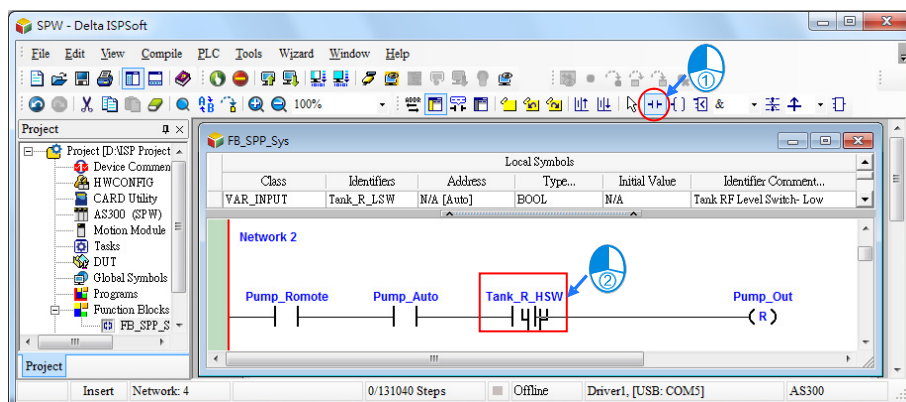 SPW - Delta ISPSoft
File Edit View Compile PLC Tools Wizard Window Help
①
100% &
Project
FB_SPP_Sys
Project [D:\ISP Project
Device Commen
HWCONFIG
CARD Utility
AS300 (SPW)
Motion Module
Tasks
DUT
Global Symbols
Programs
Function Blocks
FB_SPP_S
Project
Local Symbols
Class Identifiers Address Type... Initial Value Identifier Comment...
VAR_INPUT Tank_R_LSW N/A [Auto] BOOL N/A Tank RF Level Switch- Low
Network 2
②
Pump_Romote Pump_Auto Tank_R_HSW Pump_Out
R
Insert Network: 4 0/131040 Steps Offline Driver1, [USB: COM5] AS300